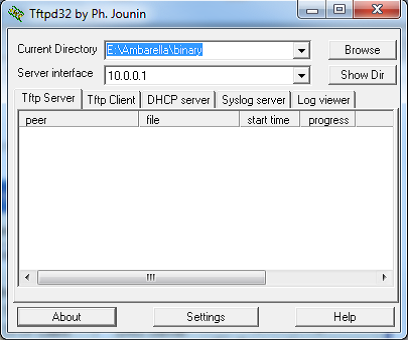 Tftpd32 by Ph. Jounin
Current Directory E:\Ambarella\binary Browse
Server interface 10.0.0.1 Show Dir
Tftp Server Tftp Client DHCP server Syslog server Log viewer
peer file start time progress
About Settings Help